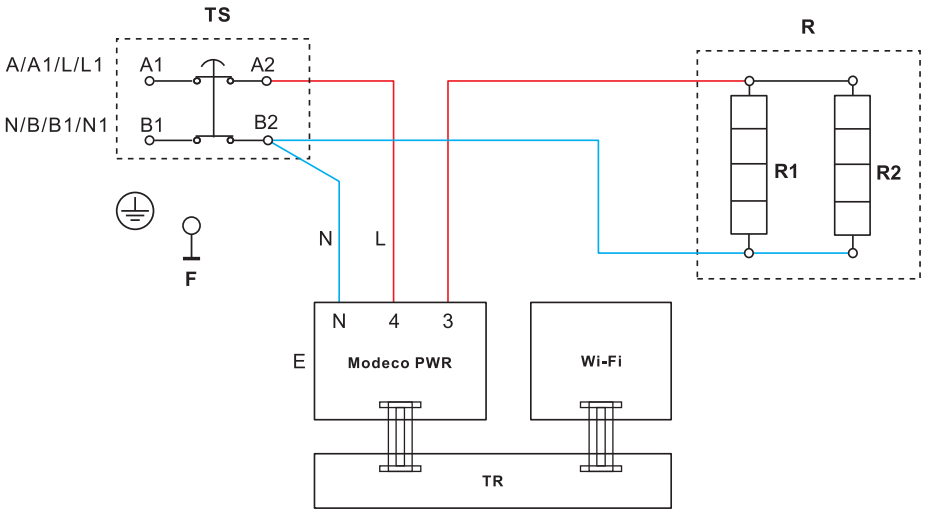 TS
R
A/A1/L/L1
A1
A2
N/B/B1/N1
B1
B2
R1
R2
F
N
L
N
4
3
E
Modeco PWR
Wi-Fi
TR